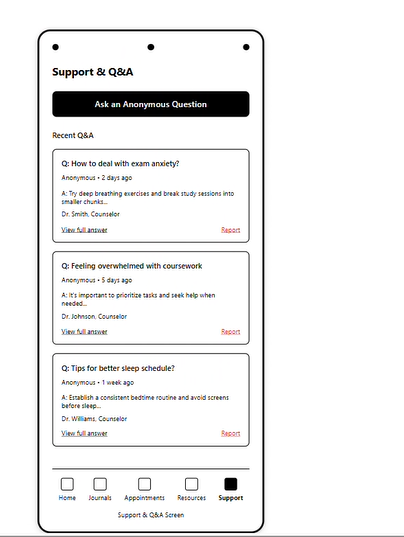 Support & Q&A
Ask an Anonymous Question
Recent Q&A
Q: How to deal with exam anxiety?
Anonymous • 2 days ago
A: Try deep breathing exercises and break study sessions into
smaller chunks...
Dr. Smith, Counselor
View full answer Report
Q: Feeling overwhelmed with coursework
Anonymous • 5 days ago
A: It's important to prioritize tasks and seek help when
needed...
Dr. Johnson, Counselor
View full answer Report
Q: Tips for better sleep schedule?
Anonymous • 1 week ago
A: Establish a consistent bedtime routine and avoid screens
before sleep...
Dr. Williams, Counselor
View full answer Report
Home Journals Appointments Resources Support
Support & Q&A Screen